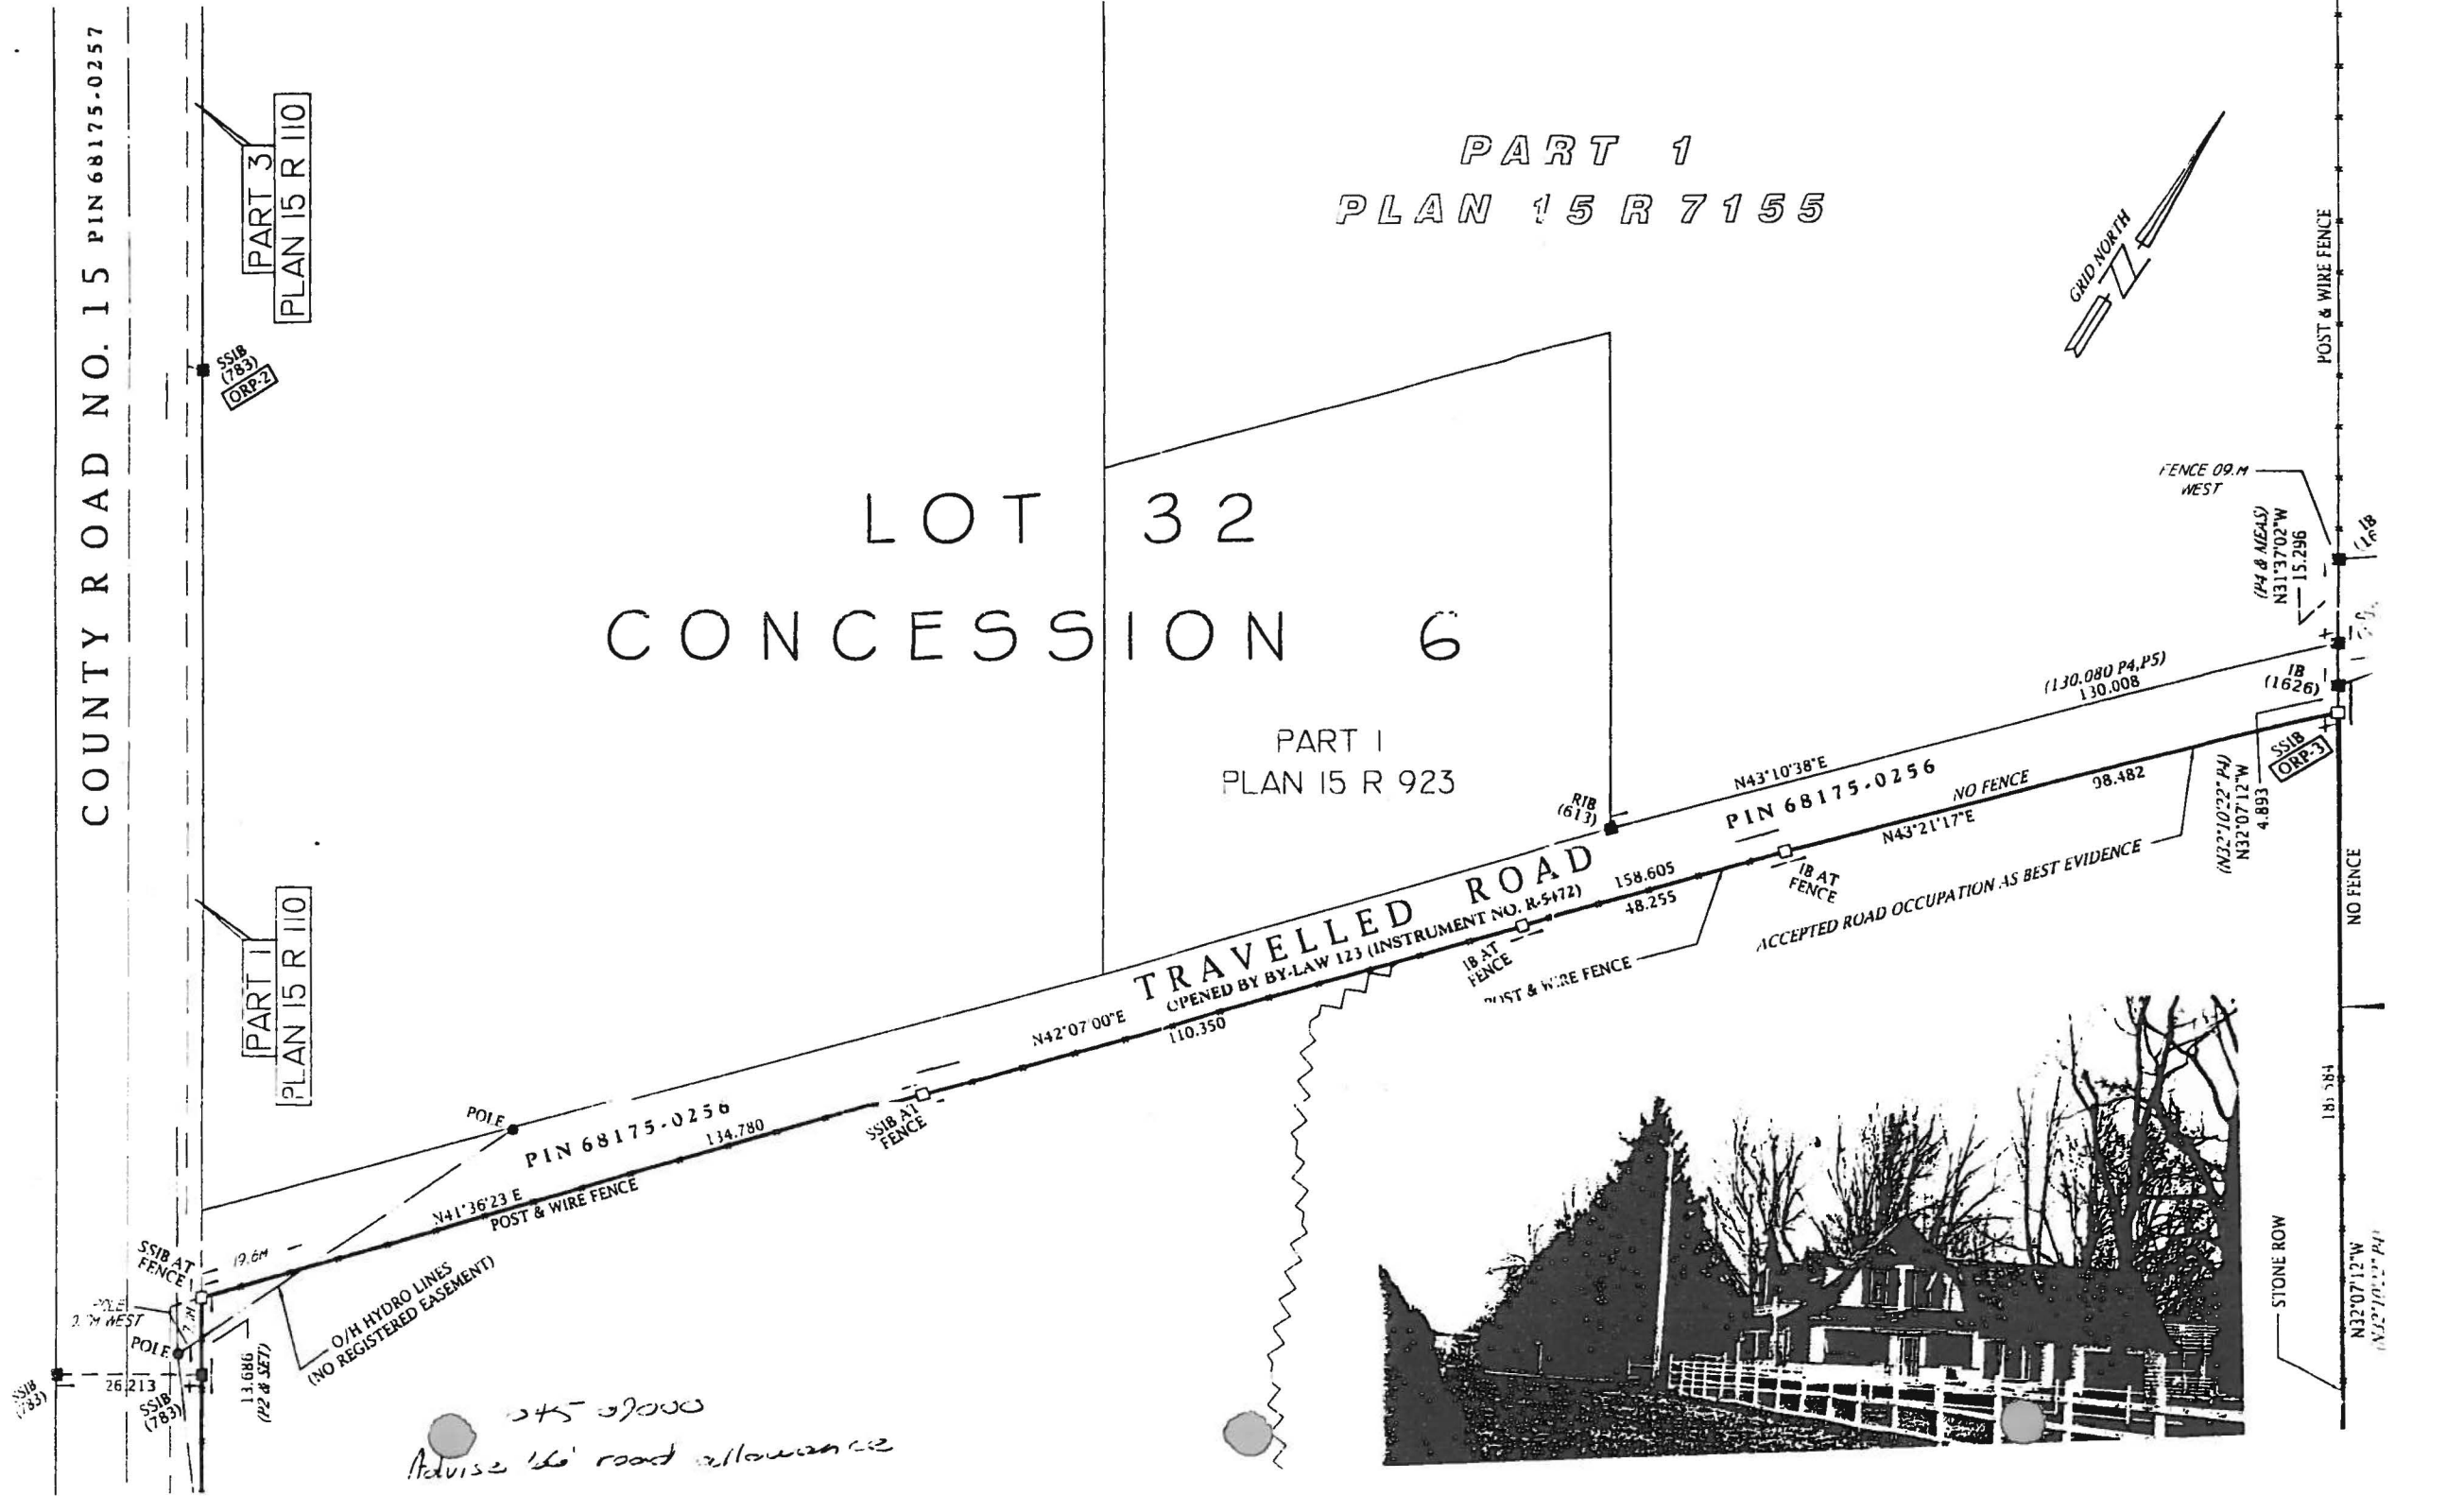 COUNTY ROAD NO. 15 PIN 68175-0257
PART 3
PLAN 15 R 110
SSIB
(783)
ORP-2
PART 1
PLAN 15 R 7155
GRID NORTH
POST & WIRE FENCE
LOT 32
CONCESSION 6
PART 1
PLAN 15 R 923
FENCE 09.M
WEST
(P4 & MEAS)
N31°37'02"W
15.296
IB
(130.080 P4,P5)
130.008
IB
(1626)
SSIB
ORP-3
N43°10'38"E
PIN 68175-0256
NO FENCE
98.482
N43°21'17"E
N32°07'12"W
4.893
RIB
(613)
TRAVELLED ROAD
OPENED BY BY-LAW 123 (INSTRUMENT NO. R-5472)
158.605
48.255
IB AT
FENCE
IB AT
FENCE
POST & WIRE FENCE
ACCEPTED ROAD OCCUPATION AS BEST EVIDENCE
NO FENCE
PART 11
PLAN 15 R 110
N42°07'00"E
110.350
POLE
PIN 68175-0256
134.780
SSIB AT
FENCE
N41°36'23 E
POST & WIRE FENCE
SSIB AT
FENCE
19.6M
WEST
POLE
O/H HYDRO LINES
(NO REGISTERED EASEMENT)
13.686
(P2 & SET)
26.213
SSIB
(783)
SSIB
(783)
STONE ROW
N32°07'12"W
Advise 66' road allowance